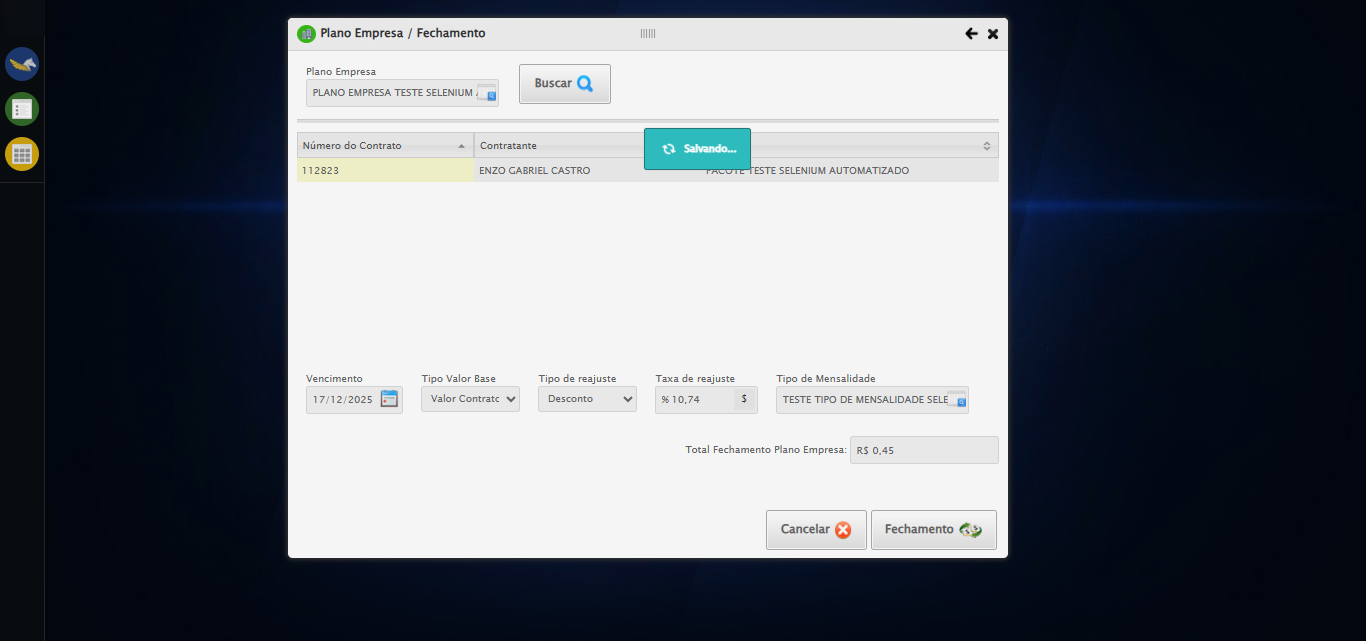 Plano Empresa / Fechamento
Plano Empresa
PLANO EMPRESA TESTE SELENIUM
Buscar
Número do Contrato
Contratante
Salvando...
112823
ENZO GABRIEL CASTRO
PACOTE TESTE SELENIUM AUTOMATIZADO
Vencimento
Tipo Valor Base
Tipo de reajuste
Taxa de reajuste
Tipo de Mensalidade
17/12/2025
Valor Contrato
Desconto
% 10,74
$
TESTE TIPO DE MENSALIDADE SELE
Total Fechamento Plano Empresa:
R$ 0,45
Cancelar
Fechamento